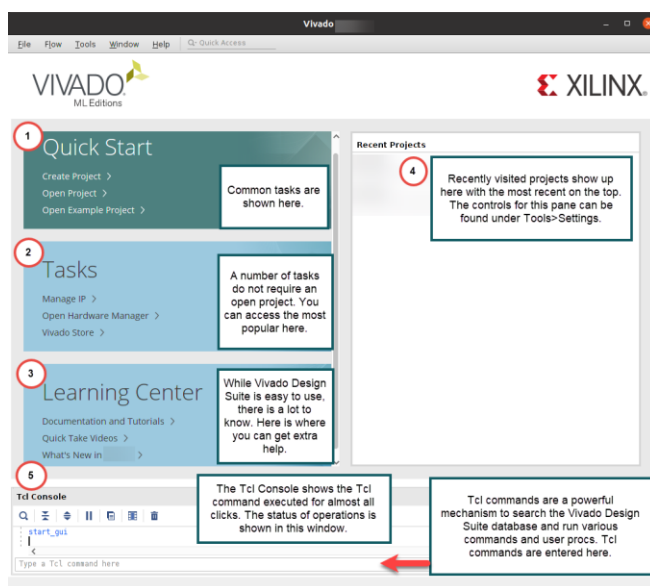 Vivado
File Flow Tools Window Help Q- Quick Access
VIVADO.
ML Editions
XILINX.
1
Quick Start
Create Project >
Open Project >
Open Example Project >
Common tasks are
shown here.
2
Tasks
Manage IP >
Open Hardware Manager >
Vivado Store >
A number of tasks
do not require an
open project. You
can access the most
popular here.
3
Learning Center
Documentation and Tutorials >
Quick Take Videos >
What's New in >
While Vivado Design
Suite is easy to use,
there is a lot to
know. Here is where
you can get extra
help.
Recent Projects
4
Recently visited projects show up
here with the most recent on the top.
The controls for this pane can be
found under Tools>Settings.
5
Tcl Console
start_gui
Type a Tcl command here
The Tcl Console shows the Tcl
command executed for almost all
clicks. The status of operations is
shown in this window.
Tcl commands are a powerful
mechanism to search the Vivado Design
Suite database and run various
commands and user procs. Tcl
commands are entered here.